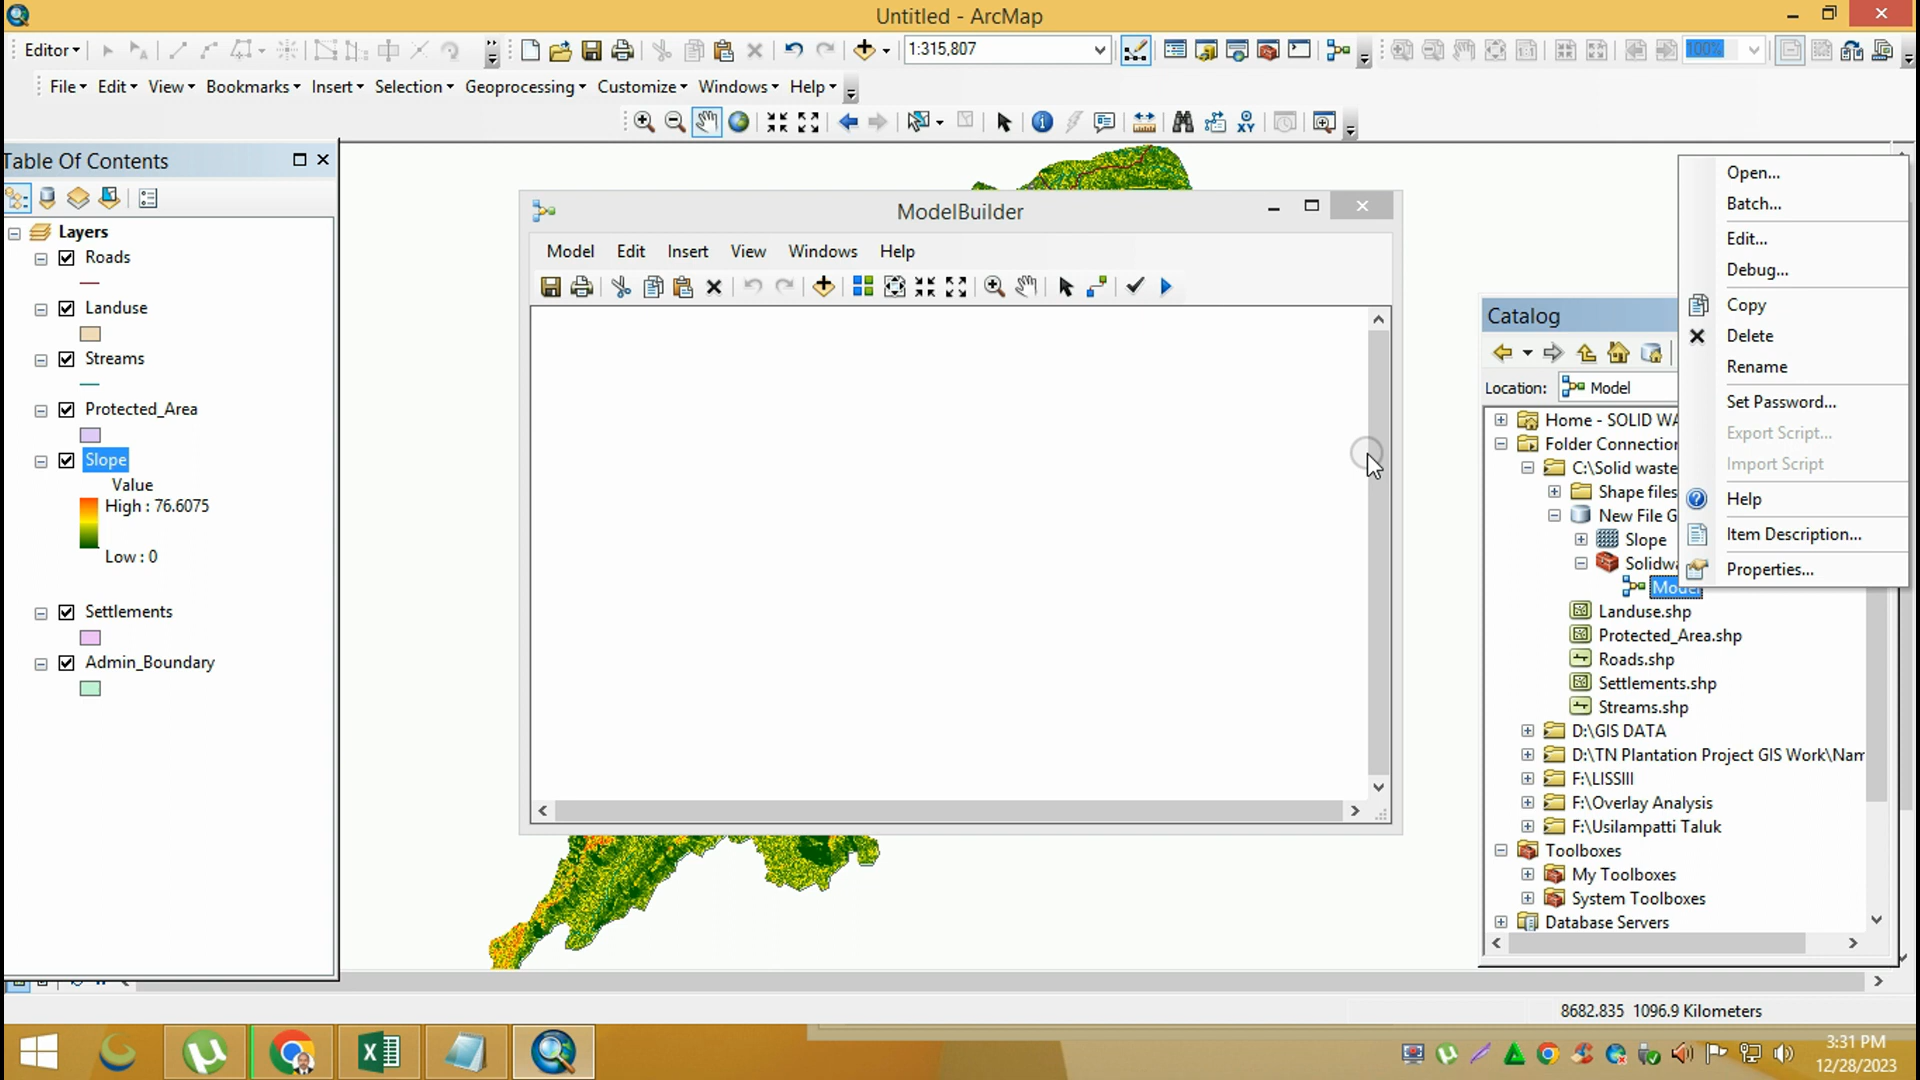 Untitled - ArcMap
Editor
1:315,807
100%
File Edit View Bookmarks Insert Selection Geoprocessing Customize Windows Help
XY
Table Of Contents
Layers
Roads
Landuse
Streams
Protected_Area
Slope
Value
High : 76.6075
Low : 0
Settlements
Admin_Boundary
ModelBuilder
Model Edit Insert View Windows Help
Open...
Batch...
Edit...
Debug...
Copy
Delete
Rename
Set Password...
Export Script...
Import Script
Help
Item Description...
Properties...
Catalog
Location: Model
Home - SOLID WA
Folder Connection
C:\Solid waste
Shape files
New File G
Slope
Solidwa
Model
Landuse.shp
Protected_Area.shp
Roads.shp
Settlements.shp
Streams.shp
D:\GIS DATA
D:\TN Plantation Project GIS Work\Nam
F:\LISSIII
F:\Overlay Analysis
F:\Usilampatti Taluk
Toolboxes
My Toolboxes
System Toolboxes
Database Servers
8682.835 1096.9 Kilometers
3:31 PM
12/28/2023